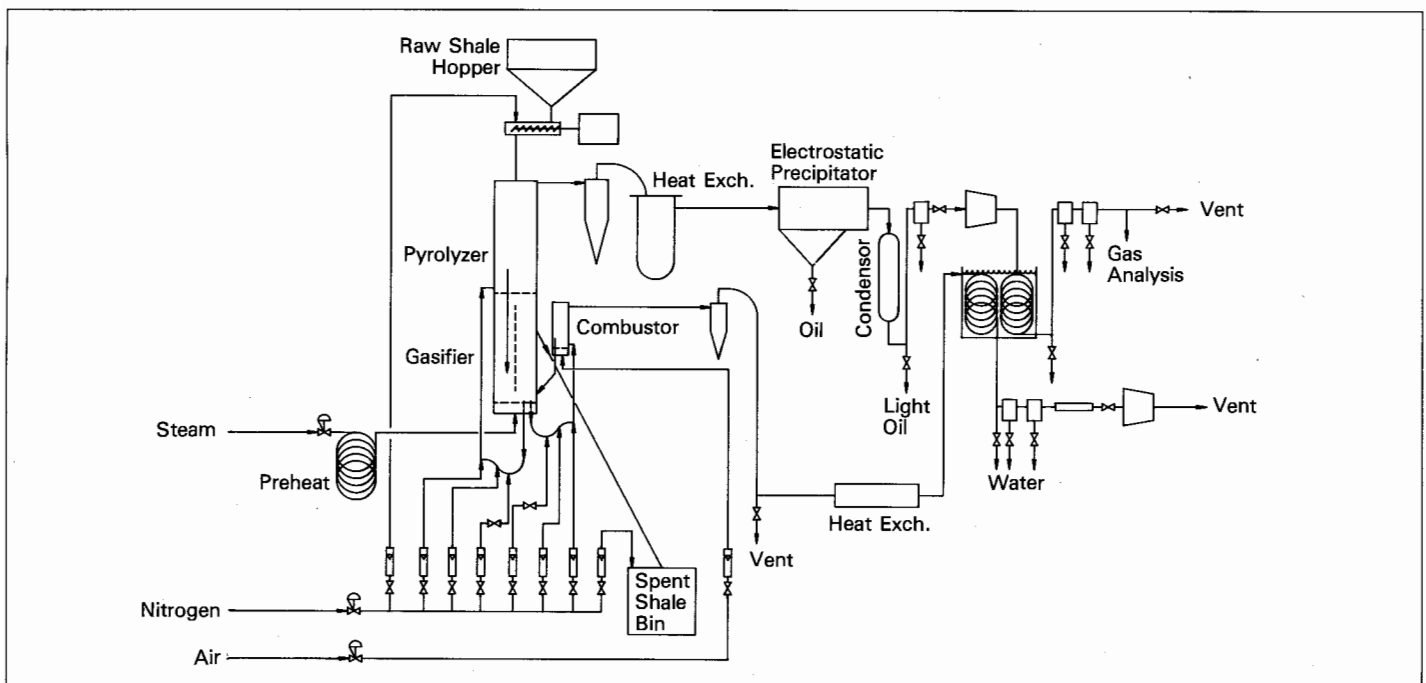 Raw Shale
Hopper
Heat Exch.
Electrostatic
Precipitator
Vent
Gas
Analysis
Pyrolyzer
Condensor
Oil
Combustor
Gasifier
Light
Oil
Vent
Steam
Preheat
Water
Heat Exch.
Vent
Spent
Shale
Bin
Nitrogen
Air